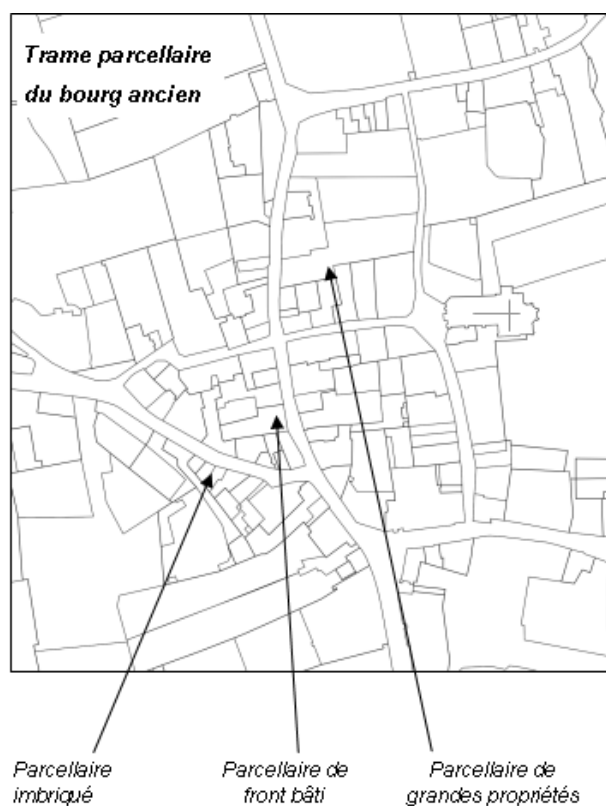 Trame parcellaire
du bourg ancien
Parcellaire
imbriqué
Parcellaire de
front bâti
Parcellaire de
grandes propriétés